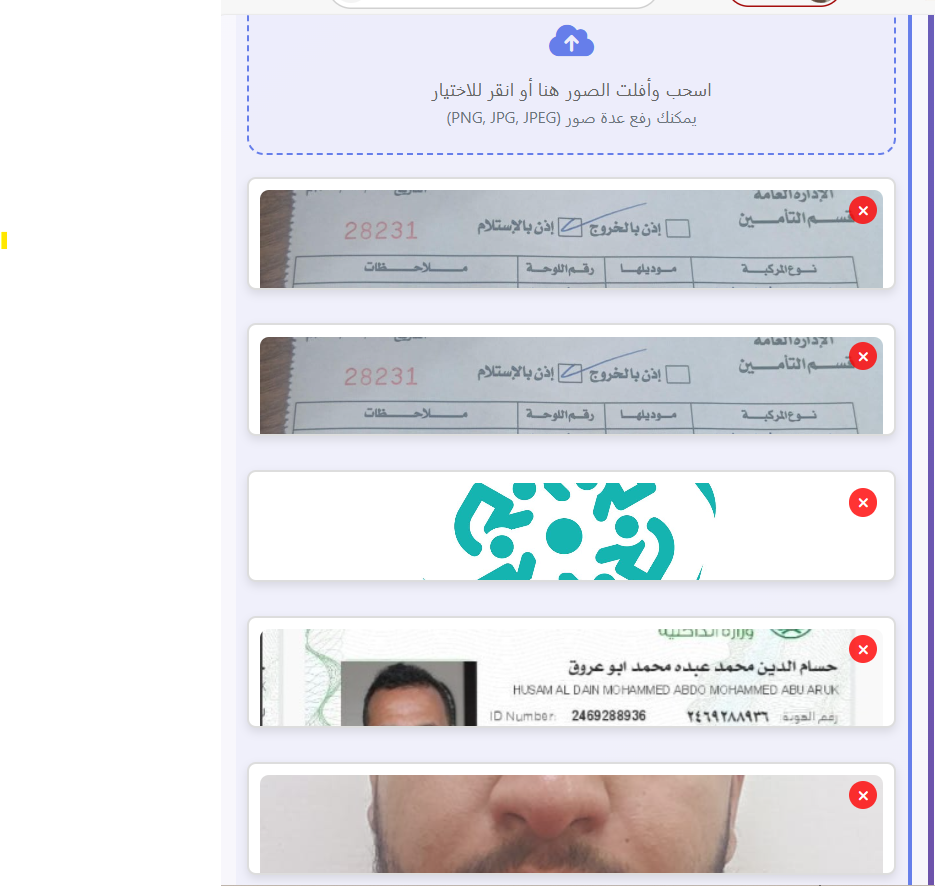 اسحب وأفلت الصور هنا أو انقر للاختيار
يمكنك رفع عدة صور (PNG, JPG, JPEG)
الإدارة العامة
قسم التأمين
إذن بالخروج إذن بالإستلام 28231
نوع المركبة موديلها رقم اللوحة ملاحظات
الإدارة العامة
قسم التأمين
إذن بالخروج إذن بالإستلام 28231
نوع المركبة موديلها رقم اللوحة ملاحظات
وزارة الداخلية
حسام الدين محمد عبده محمد ابو عروق
HUSAM AL DAIN MOHAMMED ABDO MOHAMMED ABU ARUK
رقم الهوية ٢٤٦٩٢٨٨٩٣٦ ID Number: 2469288936